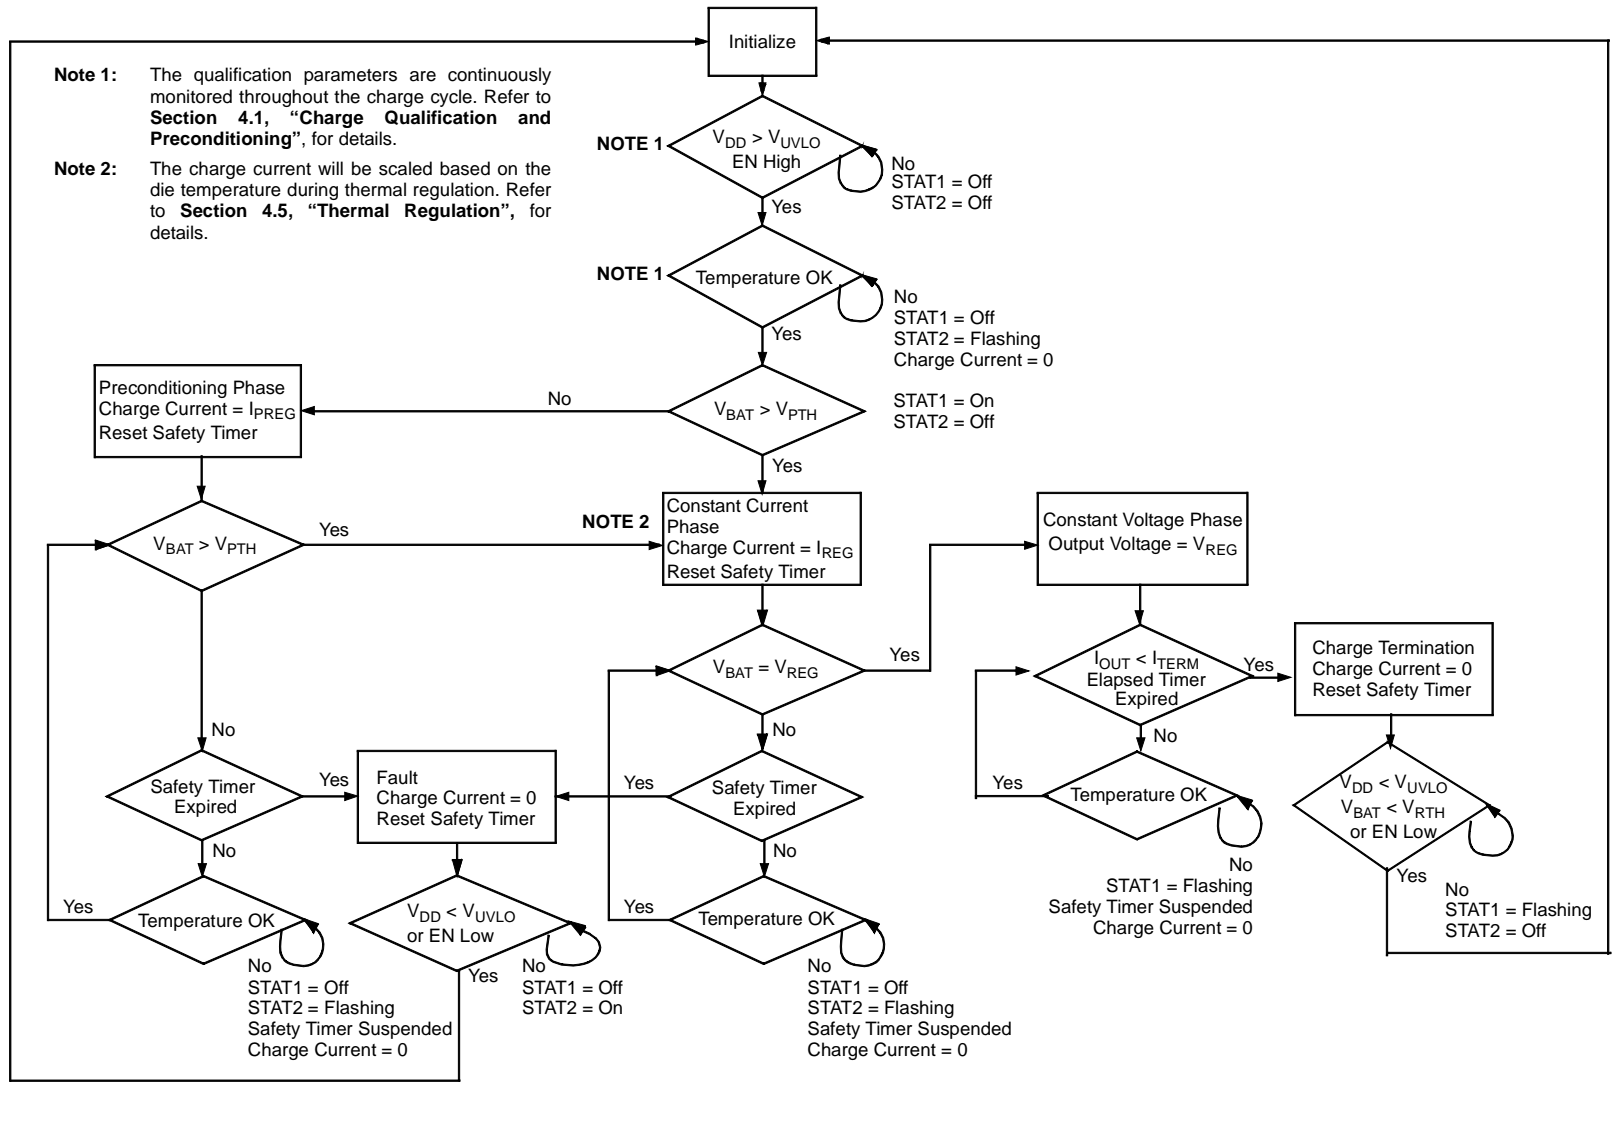 Initialize
Note 1: The qualification parameters are continuously
monitored throughout the charge cycle. Refer to
Section 4.1, “Charge Qualification and
Preconditioning”, for details.
Note 2: The charge current will be scaled based on the
die temperature during thermal regulation. Refer
to Section 4.5, “Thermal Regulation”, for
details.
NOTE 1
VDD > VUVLO
EN High
No
STAT1 = Off
STAT2 = Off
Yes
NOTE 1
Temperature OK
No
STAT1 = Off
STAT2 = Flashing
Charge Current = 0
Yes
Preconditioning Phase
Charge Current = IPREG
Reset Safety Timer
No
VBAT > VPTH
STAT1 = On
STAT2 = Off
Yes
VBAT > VPTH
Yes
NOTE 2
Constant Current
Phase
Charge Current = IREG
Reset Safety Timer
Constant Voltage Phase
Output Voltage = VREG
VBAT = VREG
Yes
IOUT < ITERM
Elapsed Timer
Expired
Yes
Charge Termination
Charge Current = 0
Reset Safety Timer
No
No
No
Safety Timer
Expired
Yes
Fault
Charge Current = 0
Reset Safety Timer
Yes
Safety Timer
Expired
Yes
Temperature OK
VDD < VUVLO
VBAT < VRTH
or EN Low
No
No
No
STAT1 = Flashing
Safety Timer Suspended
Charge Current = 0
Yes
No
STAT1 = Flashing
STAT2 = Off
Yes
Temperature OK
VDD < VUVLO
or EN Low
Yes
Temperature OK
No
STAT1 = Off
STAT2 = Flashing
Safety Timer Suspended
Charge Current = 0
Yes
No
STAT1 = Off
STAT2 = On
No
STAT1 = Off
STAT2 = Flashing
Safety Timer Suspended
Charge Current = 0